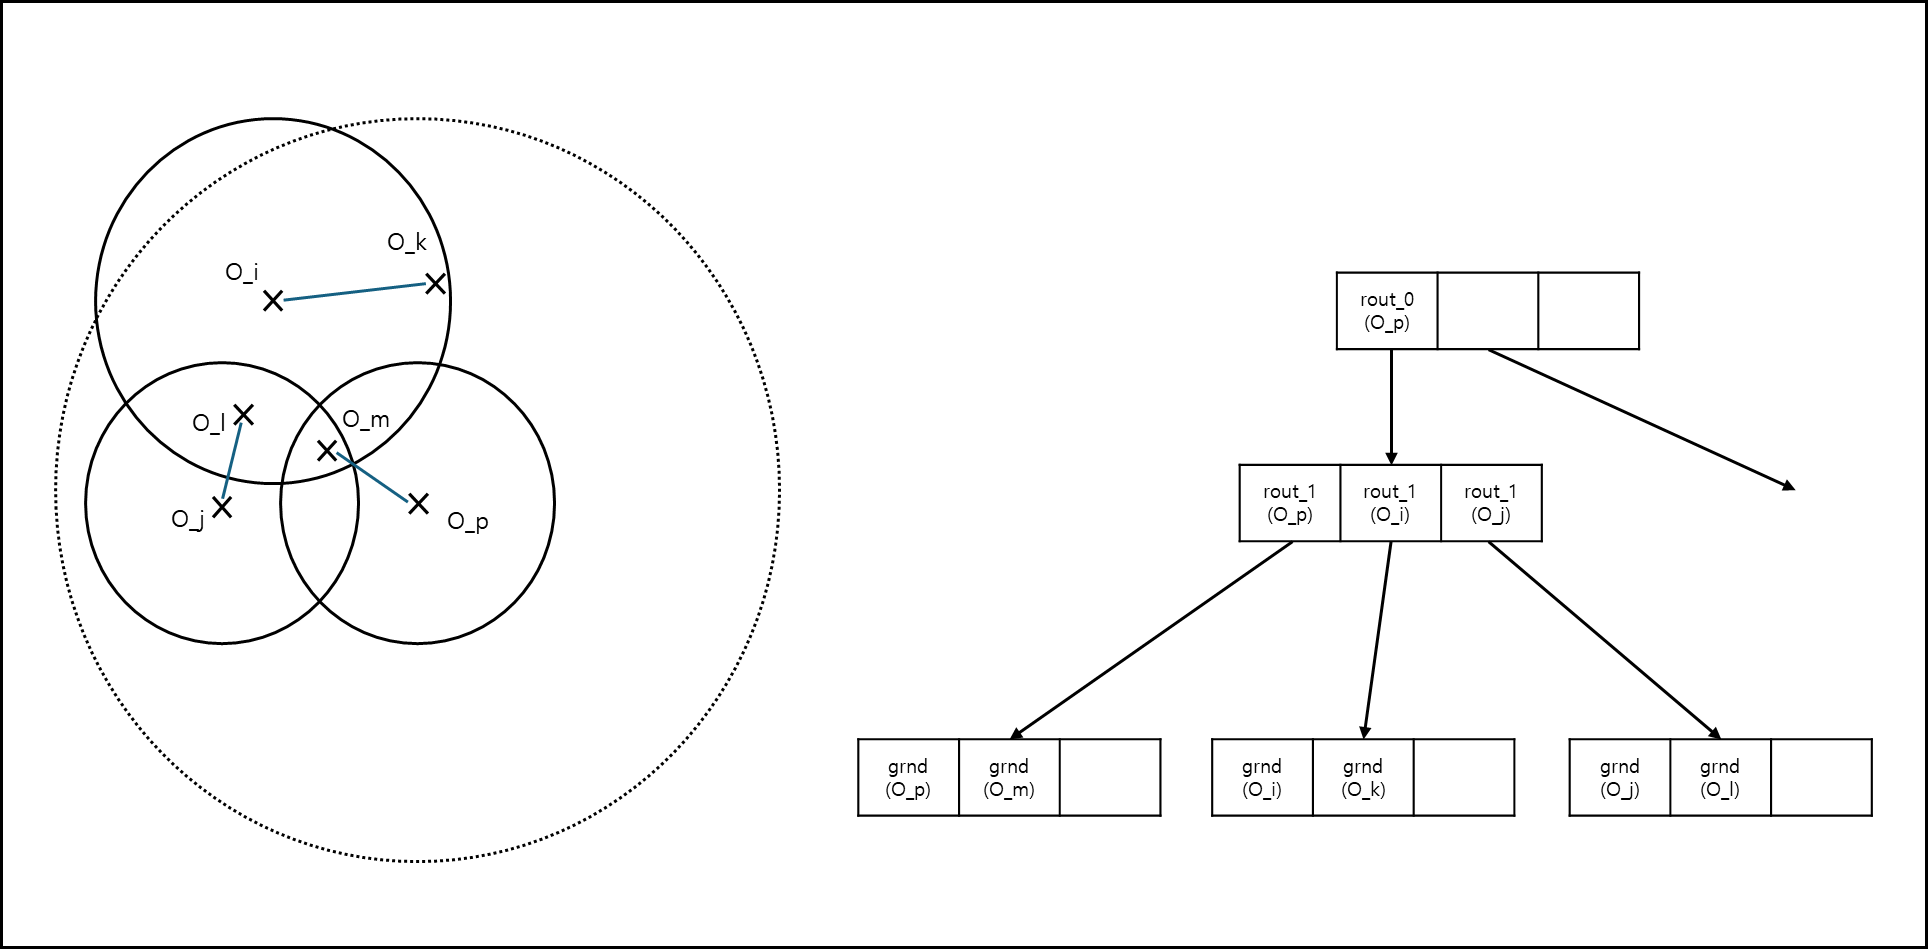 O_k
O_i
O_l
O_m
O_j
O_p
rout_0
(O_p)
rout_1
(O_p)
rout_1
(O_i)
rout_1
(O_j)
grnd
(O_p)
grnd
(O_m)
grnd
(O_i)
grnd
(O_k)
grnd
(O_j)
grnd
(O_l)